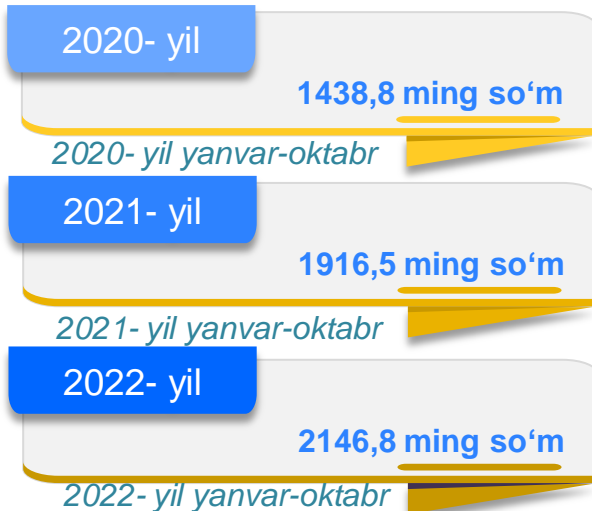 2020- yil
1438,8 ming so‘m
2020- yil yanvar-oktabr
2021- yil
1916,5 ming so‘m
2021- yil yanvar-oktabr
2022- yil
2146,8 ming so‘m
2022- yil yanvar-oktabr